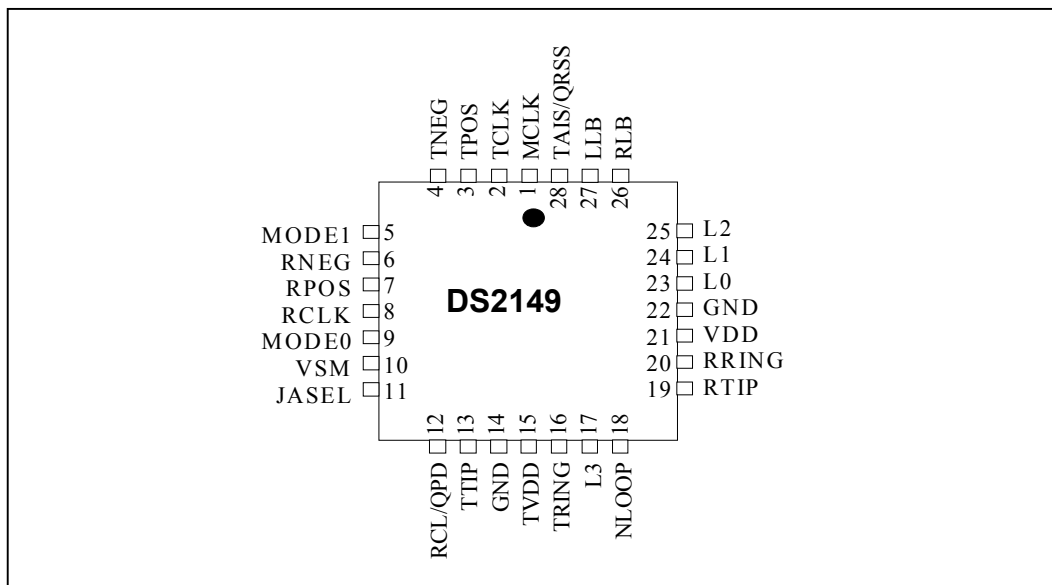 TNEG
TPOS
TCLK
MCLK
TAIS/QRSS
LLB
RLB
4
3
2
1
28
27
26
MODE1 5
RNEG 6
RPOS 7
RCLK 8
MODE0 9
VSM 10
JASEL 11
DS2149
25 L2
24 L1
23 L0
22 GND
21 VDD
20 RRING
19 RTIP
12
13
14
15
16
17
18
RCL/QPD
TTIP
GND
TVDD
TRING
L3
NLOOP